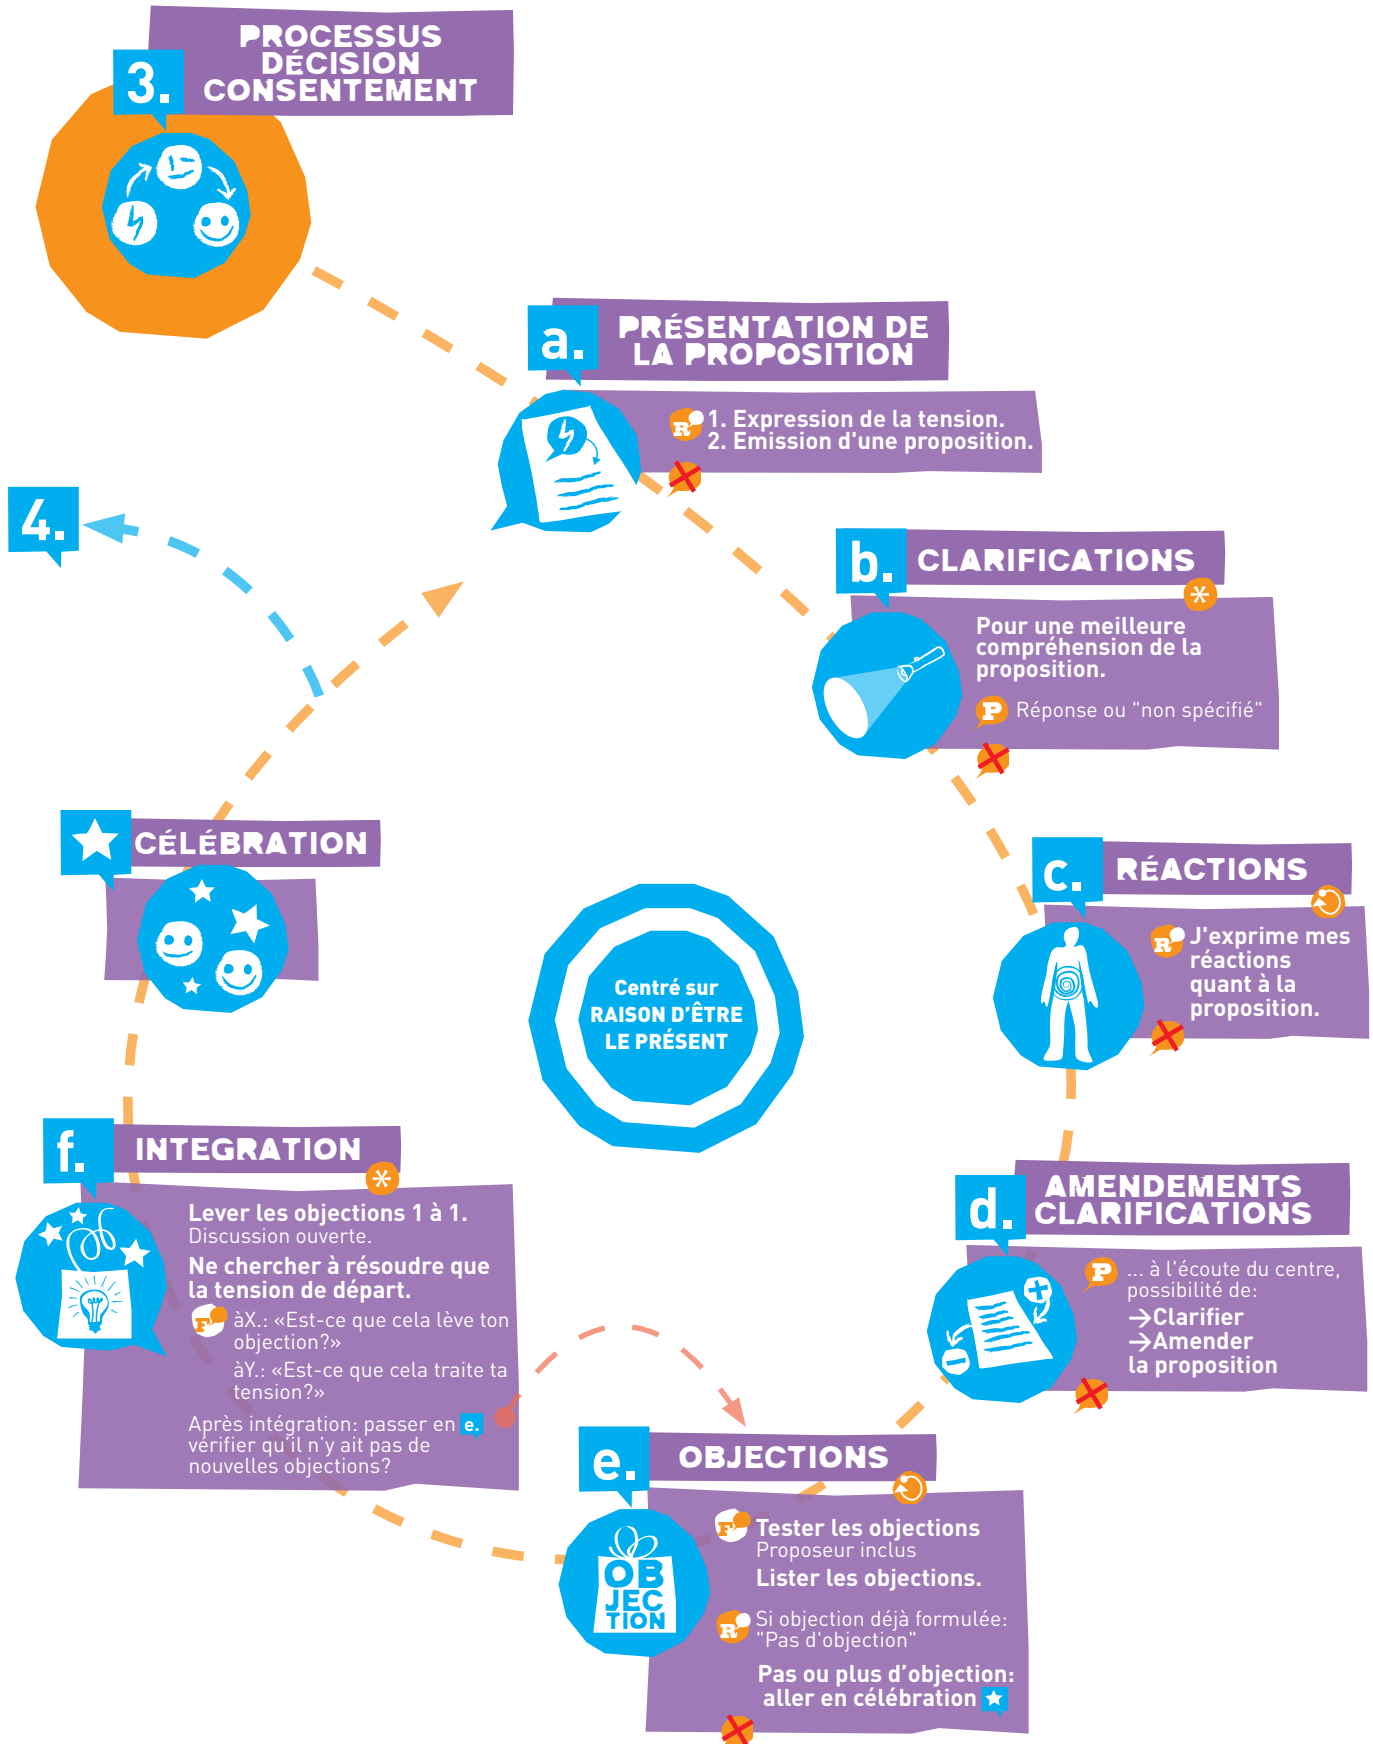 3.
PROCESSUS
DÉCISION
CONSENTEMENT
a.
PRÉSENTATION DE
LA PROPOSITION
R
1. Expression de la tension.
2. Emission d'une proposition.
4.
b.
CLARIFICATIONS
*
Pour une meilleure
compréhension de la
proposition.
P Réponse ou "non spécifié"
c.
RÉACTIONS
R J'exprime mes
réactions
quant à la
proposition.
d.
AMENDEMENTS
CLARIFICATIONS
P ... à l'écoute du centre,
possibilité de:
→Clarifier
→Amender
la proposition
e.
OBJECTIONS
OB
JEC
TION
F Tester les objections
Proposeur inclus
Lister les objections.
R Si objection déjà formulée:
"Pas d'objection"
Pas ou plus d’objection:
aller en célébration
f.
INTEGRATION
*
Lever les objections 1 à 1.
Discussion ouverte.
Ne chercher à résoudre que
la tension de départ.
F àX.: «Est-ce que cela lève ton
objection?»
àY.: «Est-ce que cela traite ta
tension?»
Après intégration: passer en e.
vérifier qu'il n’y ait pas de
nouvelles objections?
CÉLÉBRATION
Centré sur
RAISON D’ÊTRE
LE PRÉSENT